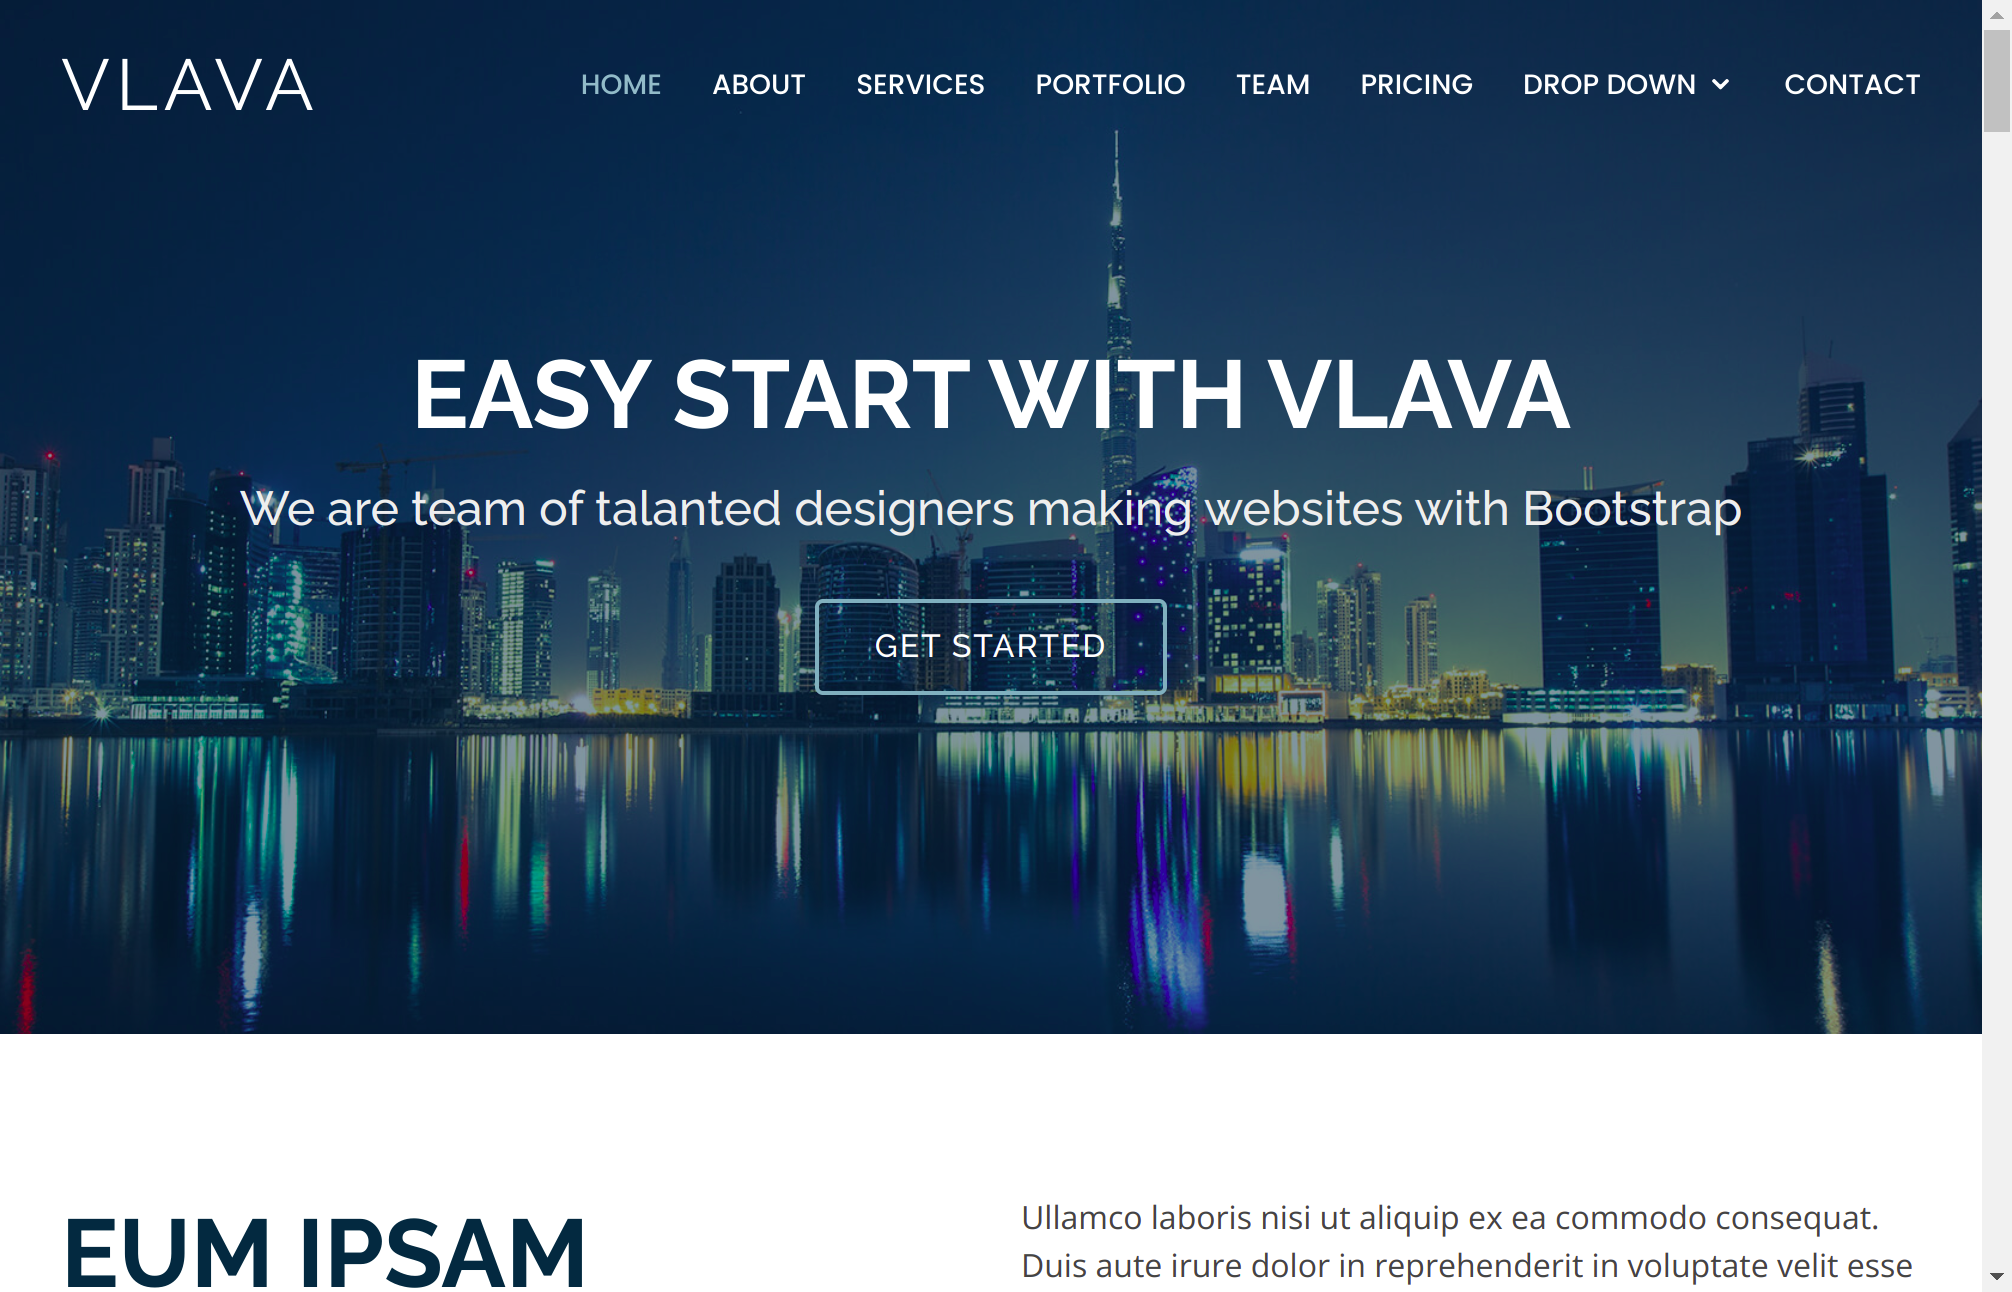 VLAVA
HOME ABOUT SERVICES PORTFOLIO TEAM PRICING DROP DOWN CONTACT
EASY START WITH VLAVA
We are team of talanted designers making websites with Bootstrap
GET STARTED
EUM IPSAM
Ullamco laboris nisi ut aliquip ex ea commodo consequat.
Duis aute irure dolor in reprehenderit in voluptate velit esse